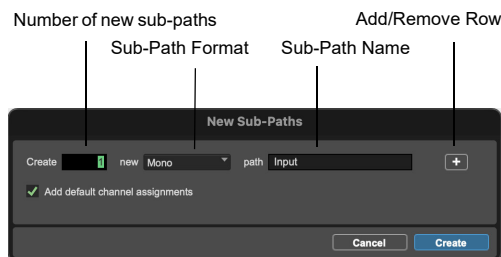 Number of new sub-paths
Add/Remove Row
Sub-Path Format
Sub-Path Name
New Sub-Paths
Create 1 new Mono path Input +
Add default channel assignments
Cancel Create